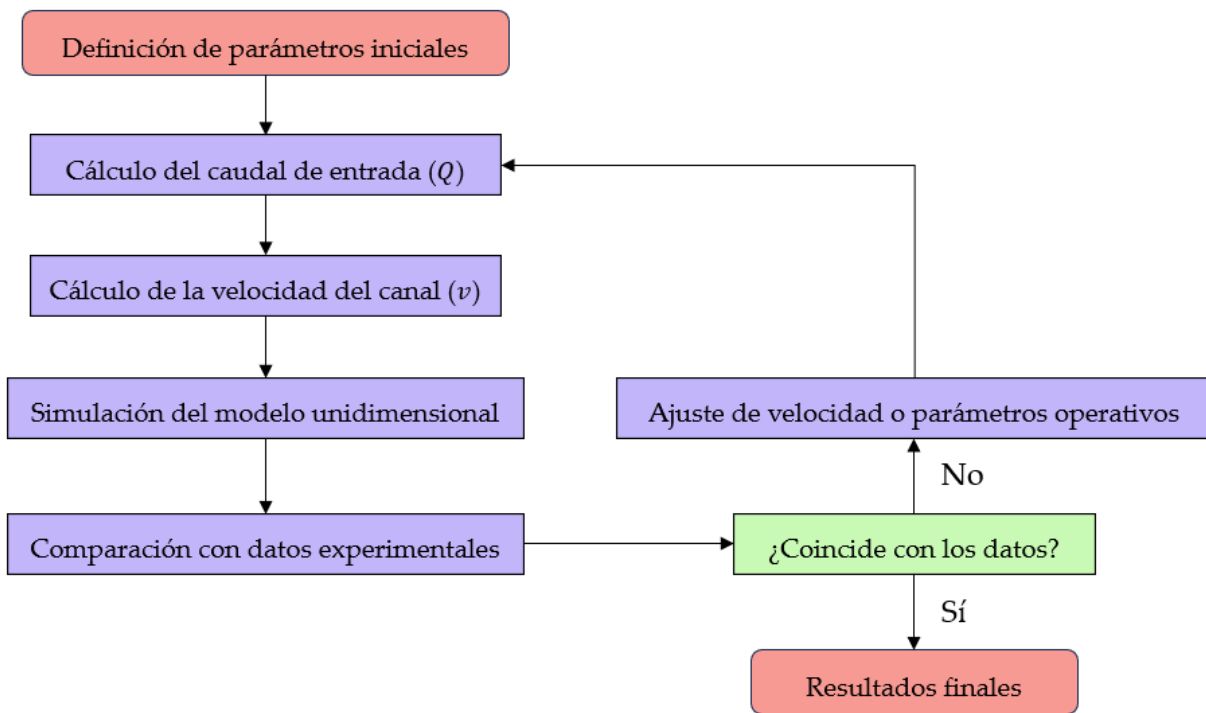 Definición de parámetros iniciales
Cálculo del caudal de entrada (Q)
Cálculo de la velocidad del canal (v)
Simulación del modelo unidimensional
Comparación con datos experimentales
¿Coincide con los datos?
No
Ajuste de velocidad o parámetros operativos
Sí
Resultados finales